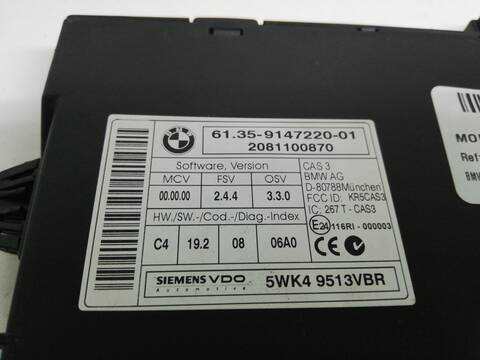 BMW
61.35-9147220-01
2081100870
Software, Version
MCV FSV OSV
00.00.00 2.4.4 3.3.0
HW./SW.-Cod.-Diag.-Index
C4 19.2 08 06A0
CAS 3
BMW AG
D-80788München
FCC ID: KR5CAS3
IC: 267 T - CAS3
E24 116RI - 000003
SIEMENS VDO
Automotive
5WK4 9513VBR
MO
Ref
BMW